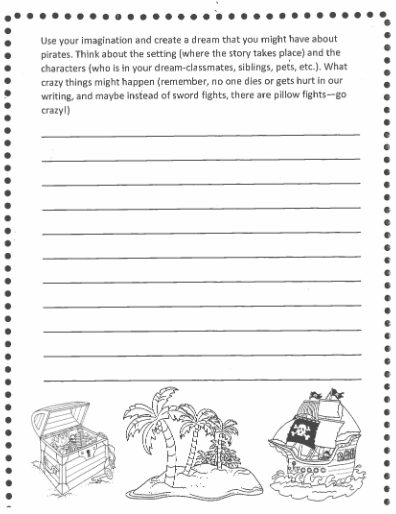 Use your imagination and create a dream that you might have about
pirates. Think about the setting (where the story takes place) and the
characters (who is in your dream-classmates, siblings, pets, etc.). What
crazy things might happen (remember, no one dies or gets hurt in our
writing, and maybe instead of sword fights, there are pillow fights—go
crazy!)